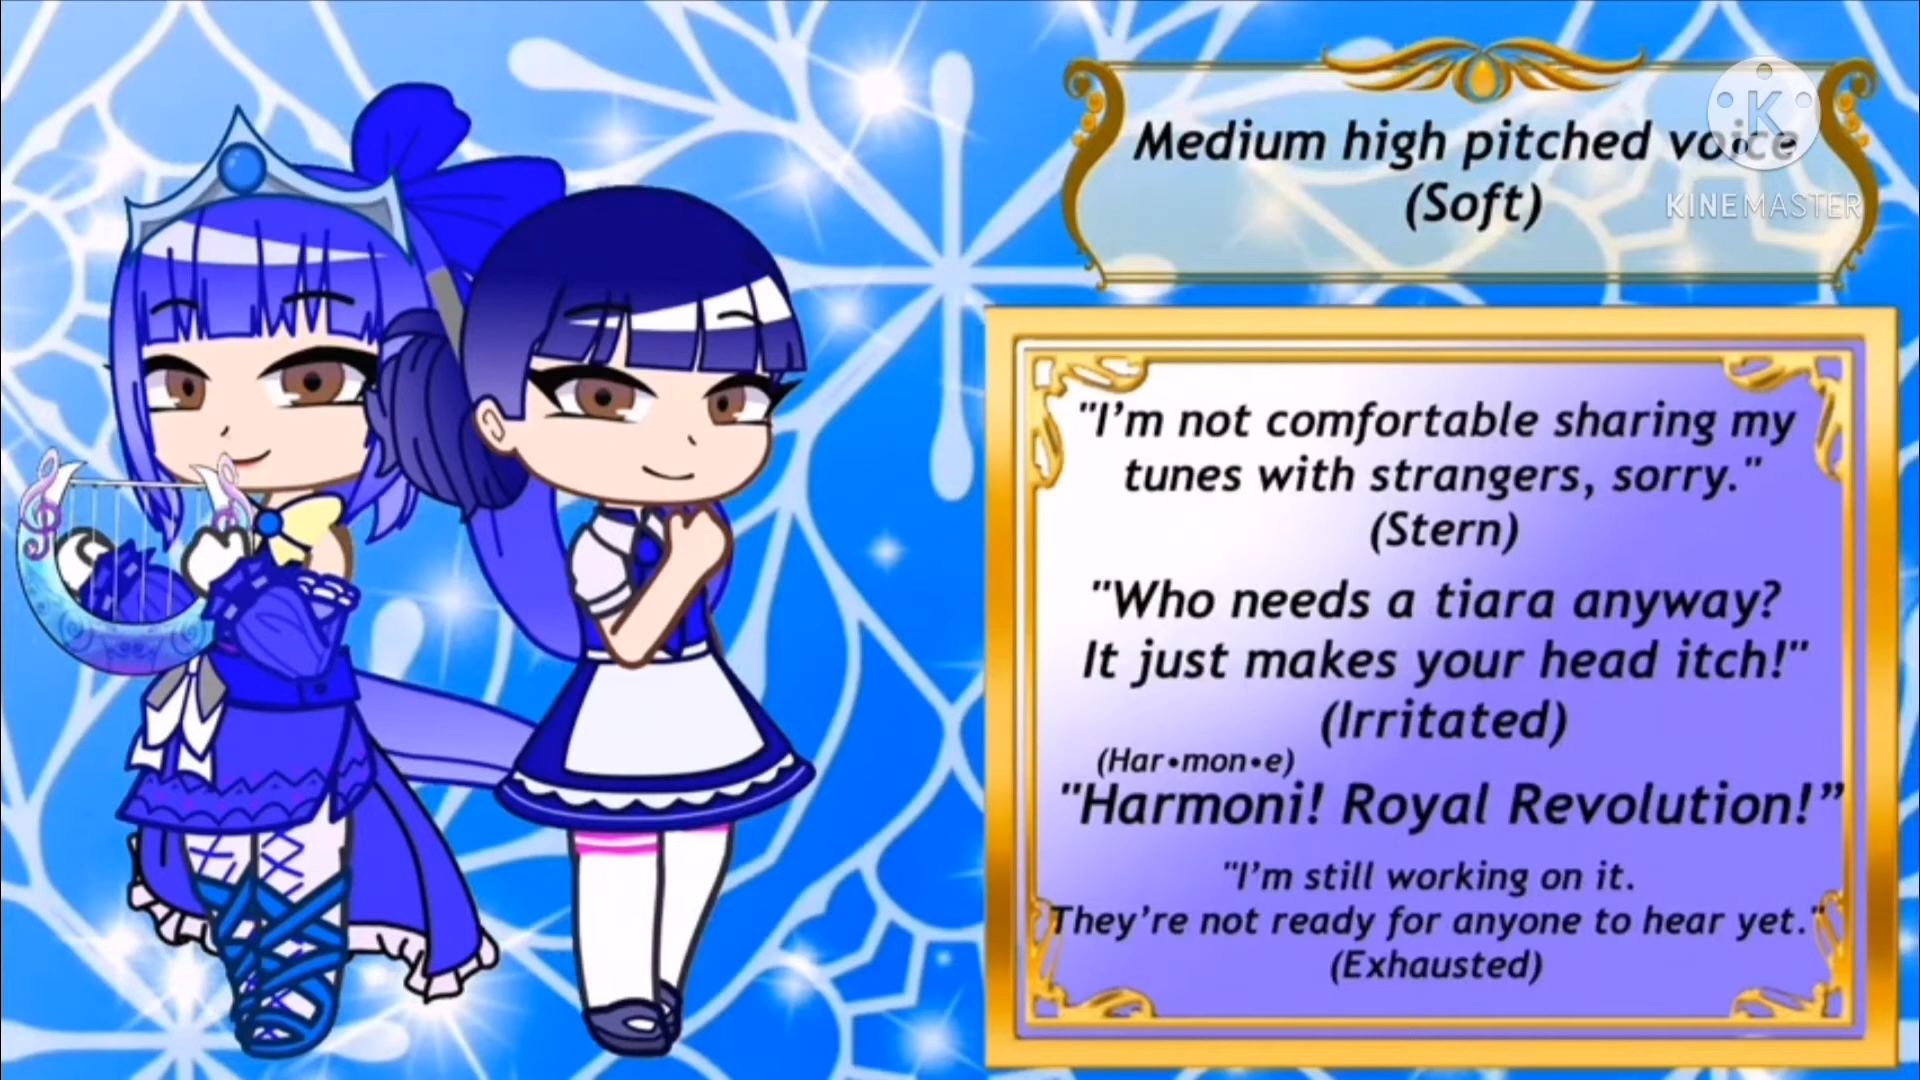 Medium high pitched voice
(Soft)
K
KINEMASTER
"I’m not comfortable sharing my
tunes with strangers, sorry."
(Stern)
"Who needs a tiara anyway?
It just makes your head itch!"
(Irritated)
(Har•mon•e)
"Harmoni! Royal Revolution!”
"I’m still working on it.
They’re not ready for anyone to hear yet."
(Exhausted)